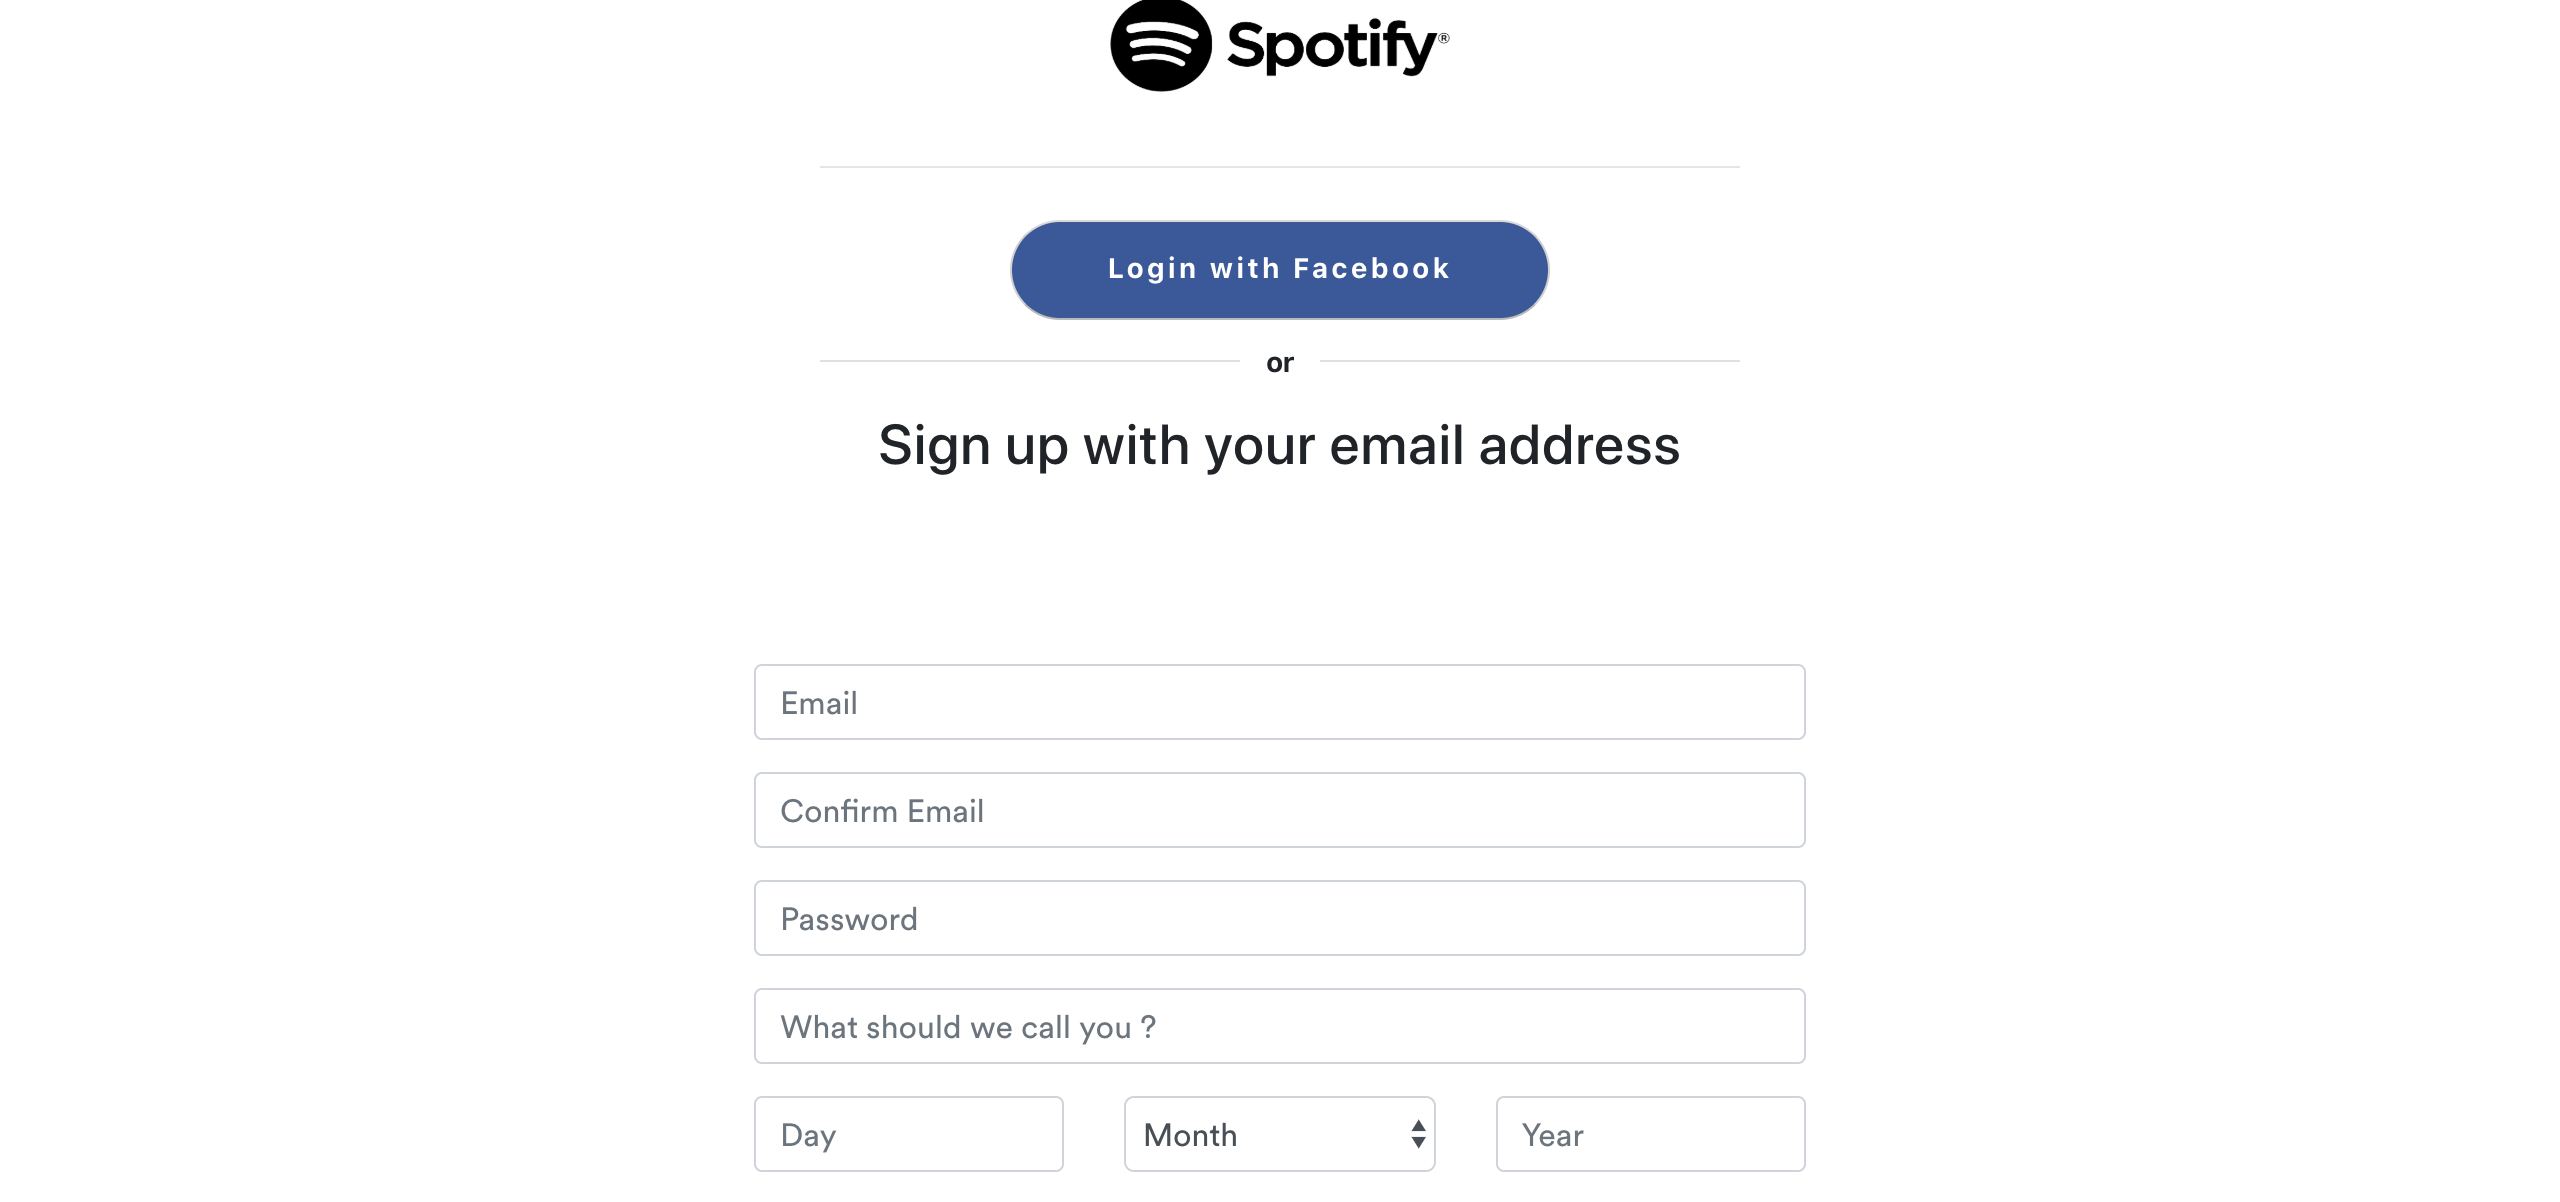 Spotify®
Login with Facebook
or
Sign up with your email address
Email
Confirm Email
Password
What should we call you ?
Day Month Year